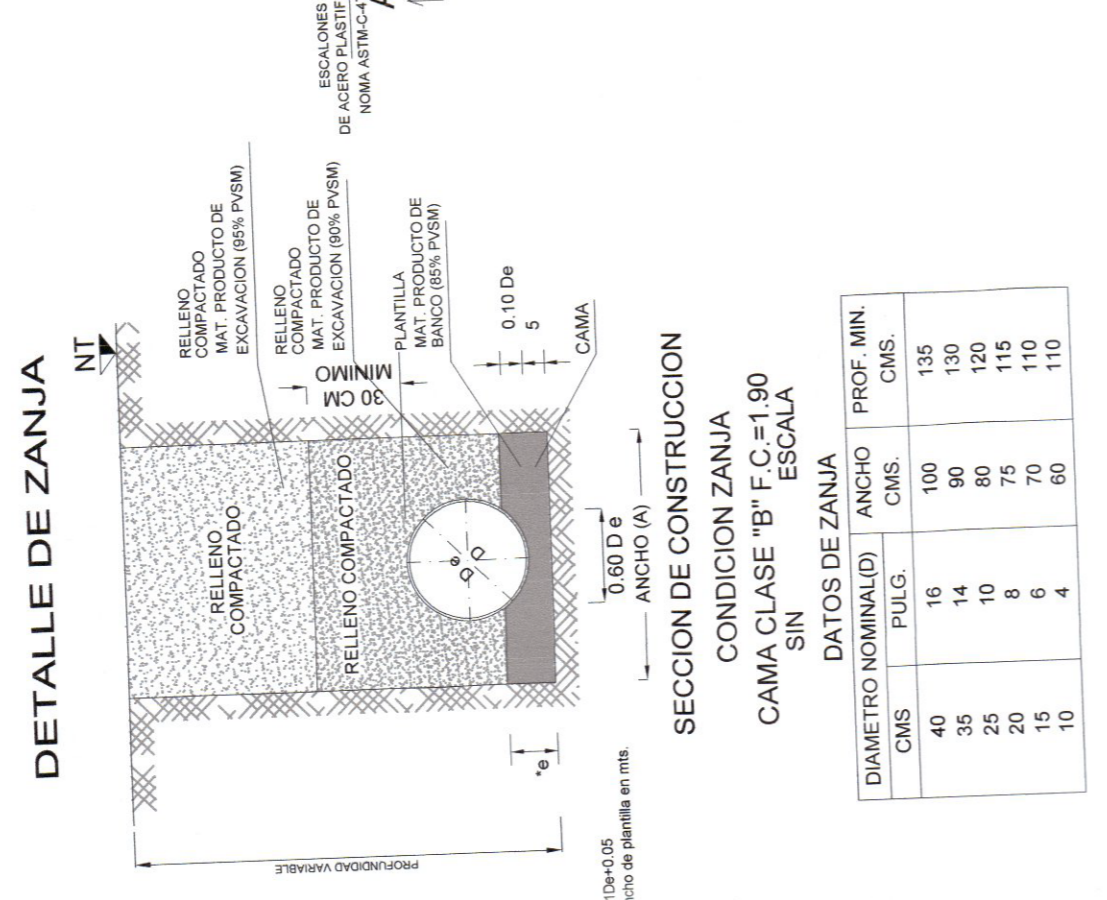 DETALLE DE ZANJA
NT
ESCALONES
DE ACERO PLASTIF
NOMA ASTM-C-4
A
RELLENO
COMPACTADO
MAT. PRODUCTO DE
EXCAVACION (95% PVSM)
RELLENO
COMPACTADO
MAT. PRODUCTO DE
EXCAVACION (90% PVSM)
PLANTILLA
MAT. PRODUCTO DE
BANCO (85% PVSM)
30 CM
MINIMO
RELLENO
COMPACTADO
RELLENO COMPACTADO
D
e
D
0.10 De
5
CAMA
*e
0.60 D e
ANCHO (A)
PROFUNDIDAD VARIABLE
1De+0.05
cho de plantilla en mts.
SECCION DE CONSTRUCCION
CONDICION ZANJA
CAMA CLASE "B" F.C.=1.90
SIN ESCALA
DATOS DE ZANJA
DIAMETRO NOMINAL(D) ANCHO PROF. MIN.
CMS PULG. CMS. CMS.
40 16 100 135
35 14 90 130
25 10 80 120
20 8 75 115
15 6 70 110
10 4 60 110